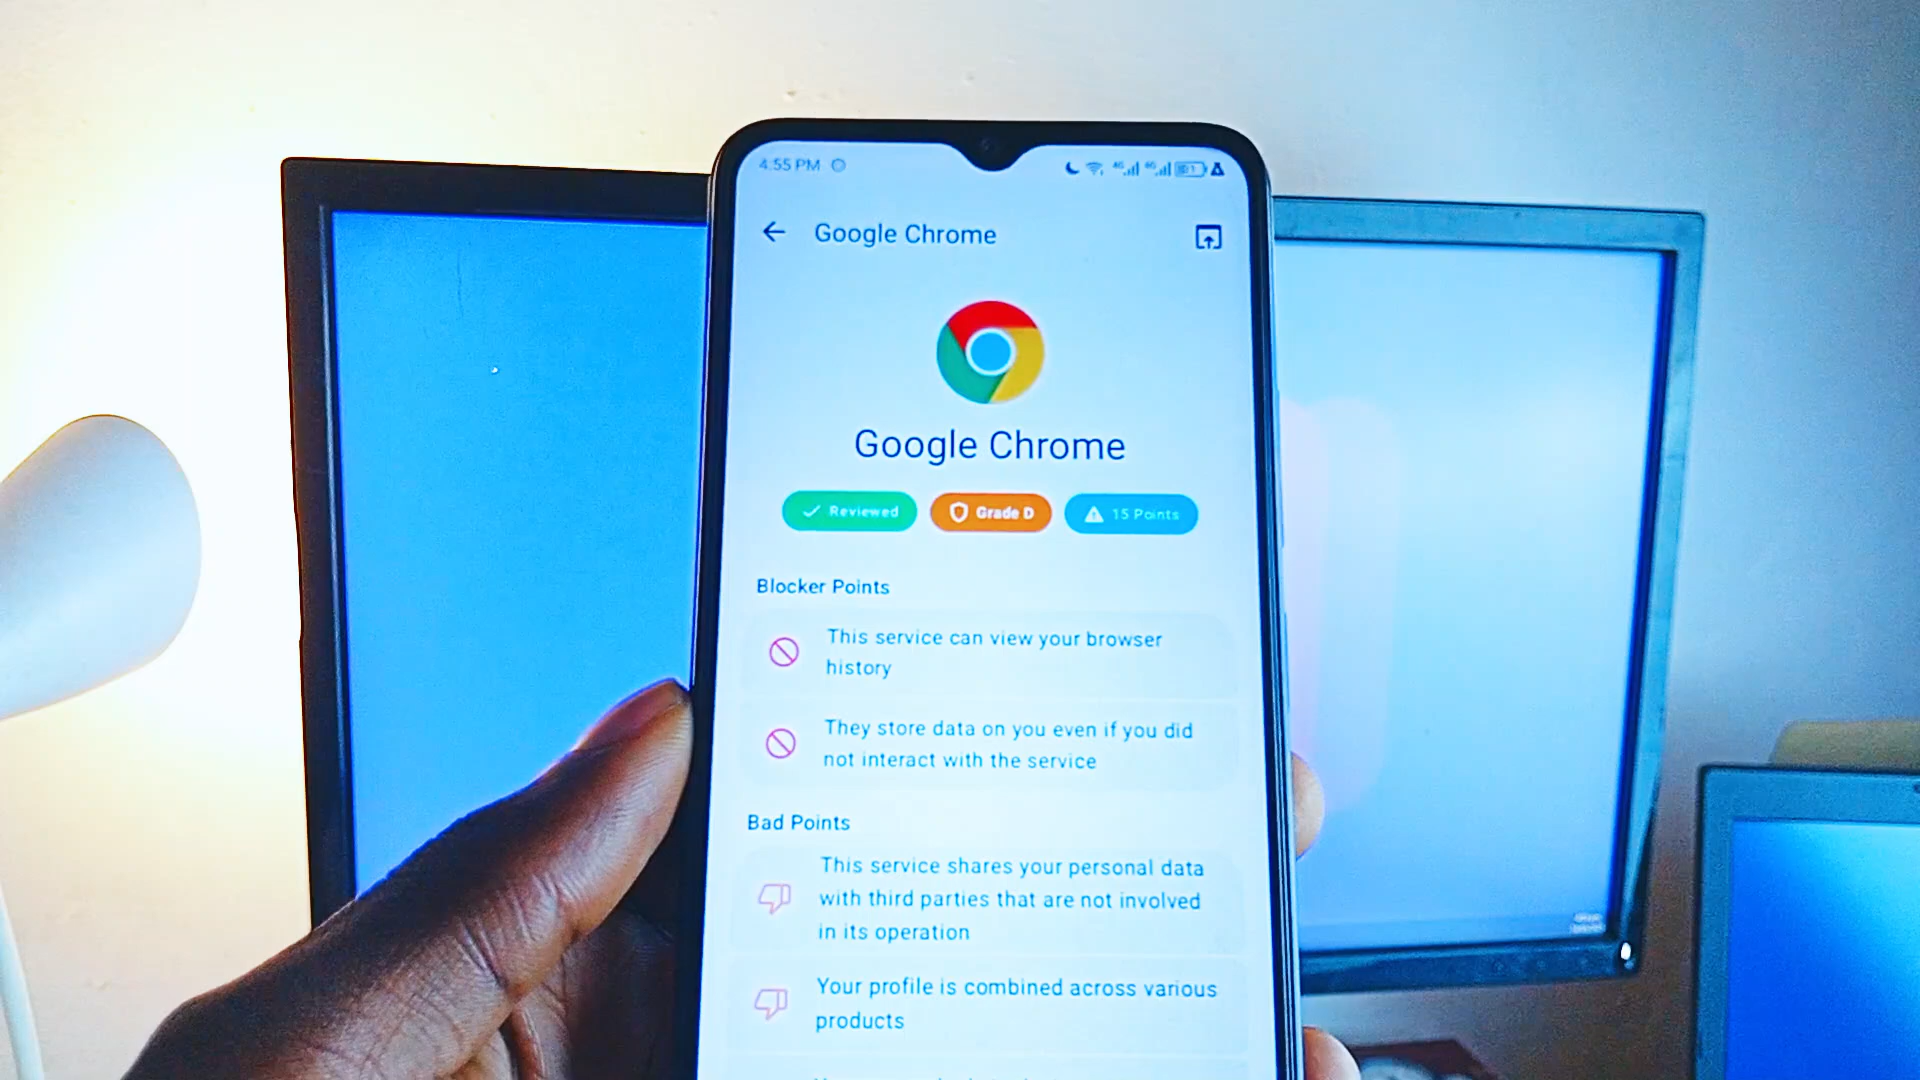 4:55 PM
Google Chrome
Google Chrome
Reviewed
Grade D
15 Points
Blocker Points
This service can view your browser
history
They store data on you even if you did
not interact with the service
Bad Points
This service shares your personal data
with third parties that are not involved
in its operation
Your profile is combined across various
products